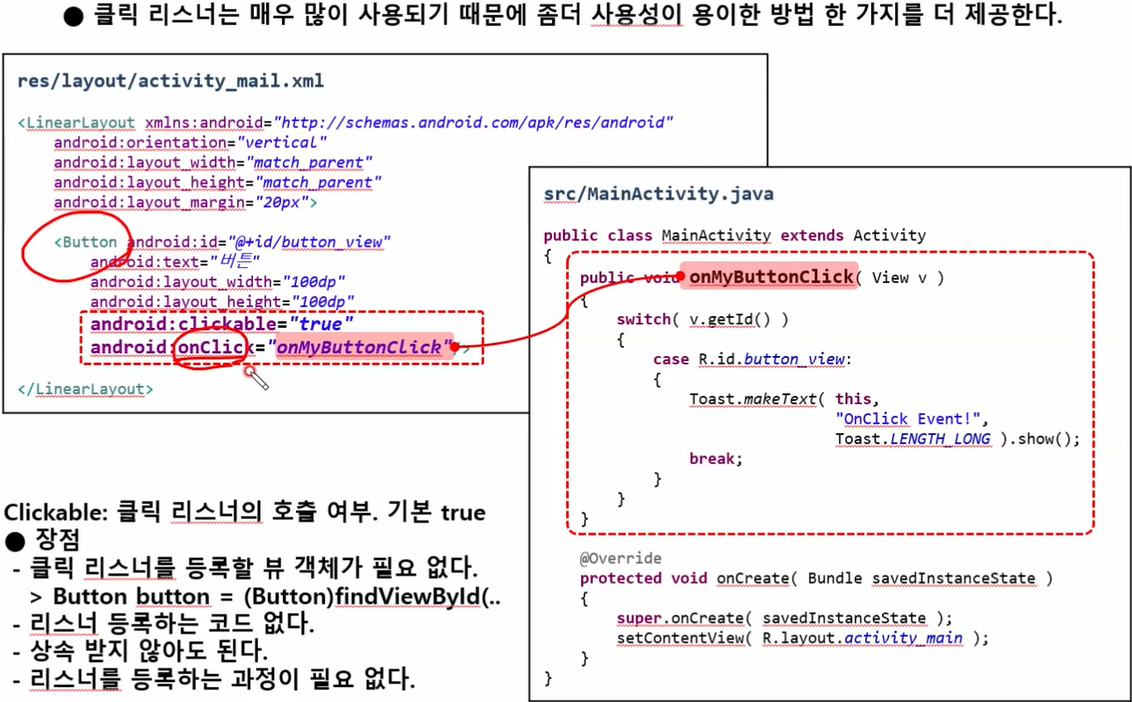 ● 클릭 리스너는 매우 많이 사용되기 때문에 좀더 사용성이 용이한 방법 한 가지를 더 제공한다.
res/layout/activity_mail.xml
<LinearLayout xmlns:android="http://schemas.android.com/apk/res/android"
android:orientation="vertical"
android:layout_width="match_parent"
android:layout_height="match_parent"
android:layout_margin="20px">
<Button android:id="@+id/button_view"
android:text="버튼"
android:layout_width="100dp"
android:layout_height="100dp"
android:clickable="true"
android:onClick="onMyButtonClick"/>
</LinearLayout>
src/MainActivity.java
public class MainActivity extends Activity
{
public void onMyButtonClick( View v )
{
switch( v.getId() )
{
case R.id.button_view:
{
Toast.makeText( this,
"OnClick Event!",
Toast.LENGTH_LONG ).show();
break;
}
}
}
@Override
protected void onCreate( Bundle savedInstanceState )
{
super.onCreate( savedInstanceState );
setContentView( R.layout.activity_main );
}
}
Clickable: 클릭 리스너의 호출 여부. 기본 true
● 장점
- 클릭 리스너를 등록할 뷰 객체가 필요 없다.
> Button button = (Button)findViewById(..
- 리스너 등록하는 코드 없다.
- 상속 받지 않아도 된다.
- 리스너를 등록하는 과정이 필요 없다.